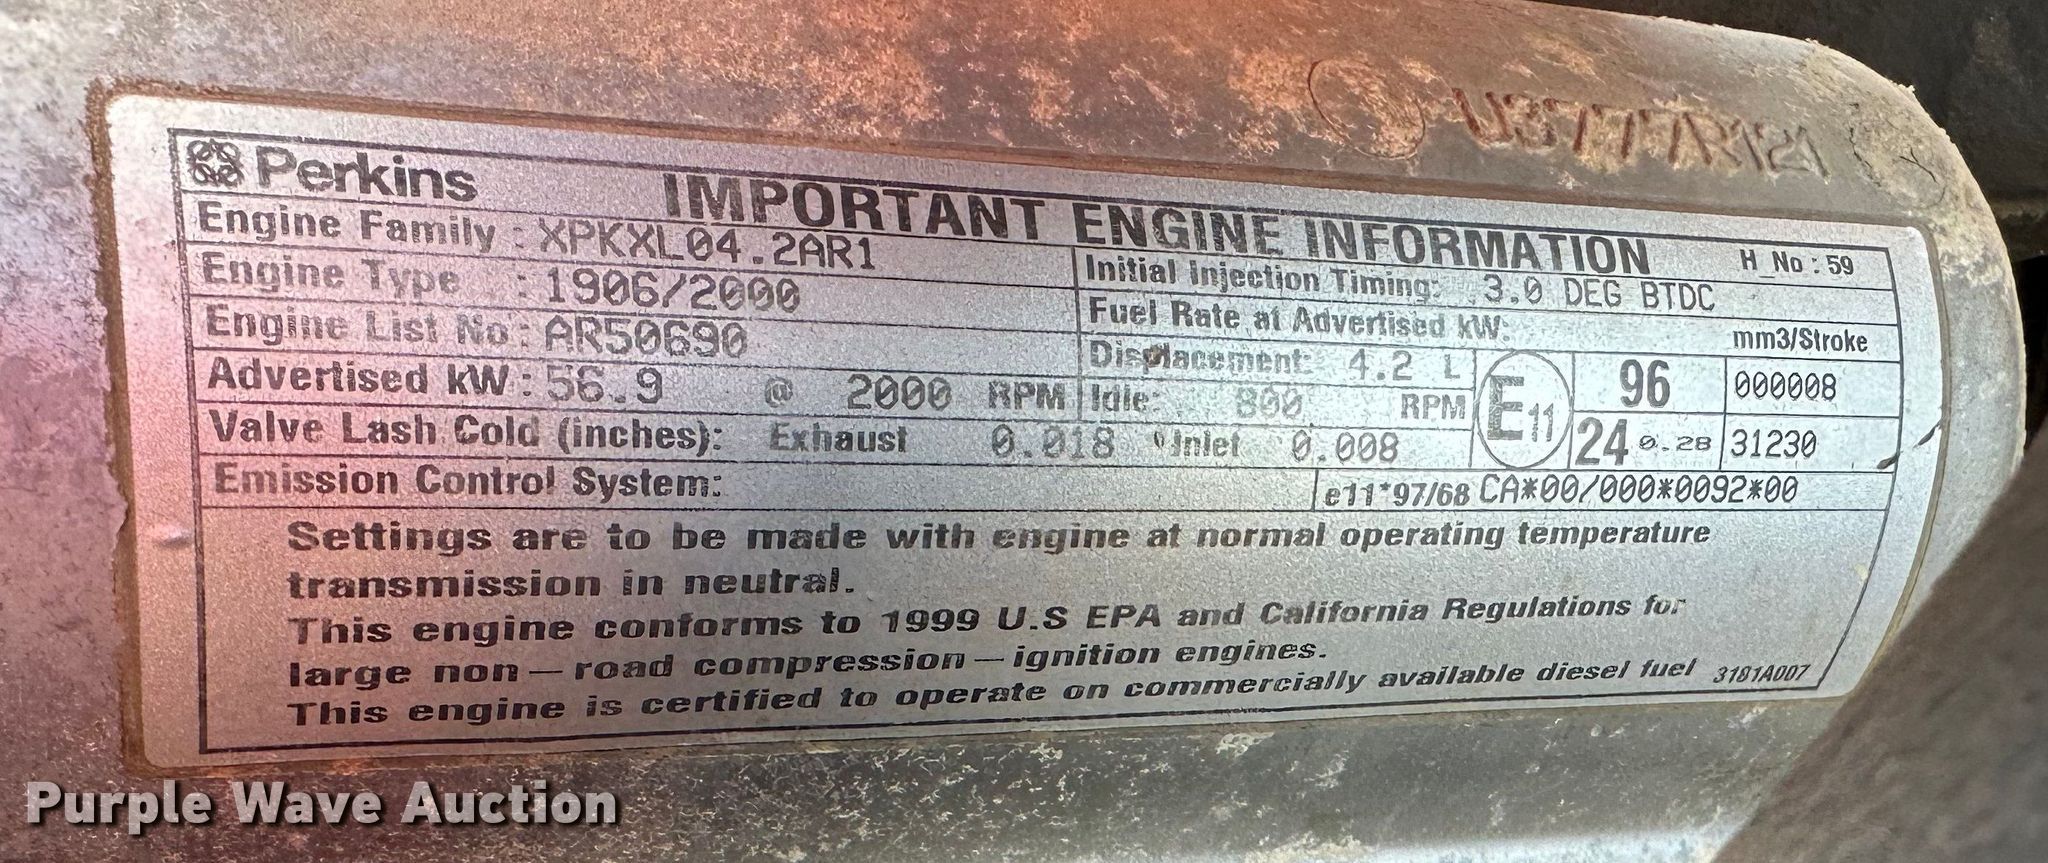 Perkins IMPORTANT ENGINE INFORMATION H No : 59
Engine Family : XPKXL04.2AR1 Initial Injection Timing: 3.0 DEG BTDC
Engine Type : 1906/2000 Fuel Rate at Advertised kW: mm3/Stroke
Engine List No : AR50690 Displacement: 4.2 L
Advertised kW : 56.9 @ 2000 RPM Idle: 800 RPM
Valve Lash Cold (inches): Exhaust 0.018 Inlet 0.008
E11 96 000008
24 0.28 31230
Emission Control System: e11*97/68 CA*00/000*0092*00
Settings are to be made with engine at normal operating temperature
transmission in neutral.
This engine conforms to 1999 U.S EPA and California Regulations for
large non-road compression-ignition engines.
This engine is certified to operate on commercially available diesel fuel 3181A007
Purple Wave Auction